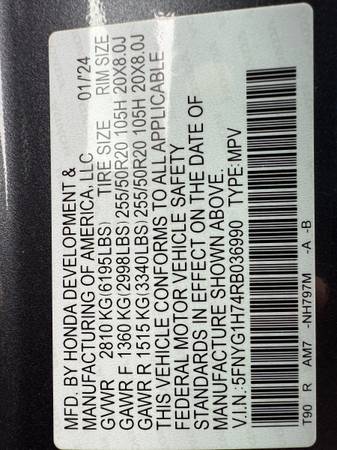 MFD. BY HONDA DEVELOPMENT &
MANUFACTURING OF AMERICA, LLC 01/'24
GVWR 2810 KG(6195LBS) TIRE SIZE RIM SIZE
GAWR F 1360 KG(2998LBS) 255/50R20 105H 20X8.0J
GAWR R 1515 KG(3340LBS) 255/50R20 105H 20X8.0J
THIS VEHICLE CONFORMS TO ALL APPLICABLE
FEDERAL MOTOR VEHICLE SAFETY
STANDARDS IN EFFECT ON THE DATE OF
MANUFACTURE SHOWN ABOVE.
V.I.N.:5FNYG1H74RB036990 TYPE:MPV
T90 R AM7 -NH797M -A -B